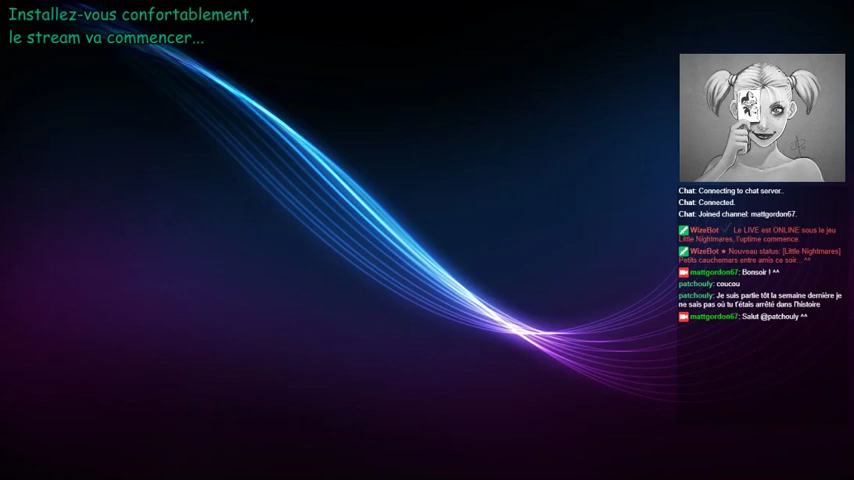 Installez-vous confortablement,
le stream va commencer...
Chat: Connecting to chat server..
Chat: Connected.
Chat: Joined channel: mattgordon67.
WizeBot Le LIVE est ONLINE sous le jeu
Little Nightmares, l'uptime commence.
WizeBot ★ Nouveau status: [Little Nightmares]
Petits cauchemars entre amis ce soir... ^^
mattgordon67: Bonsoir ! ^^
patchouly: coucou
patchouly: Je suis partie tôt la semaine dernière je
ne sais pas où tu t'étais arrêté dans l'histoire
mattgordon67: Salut @patchouly ^^